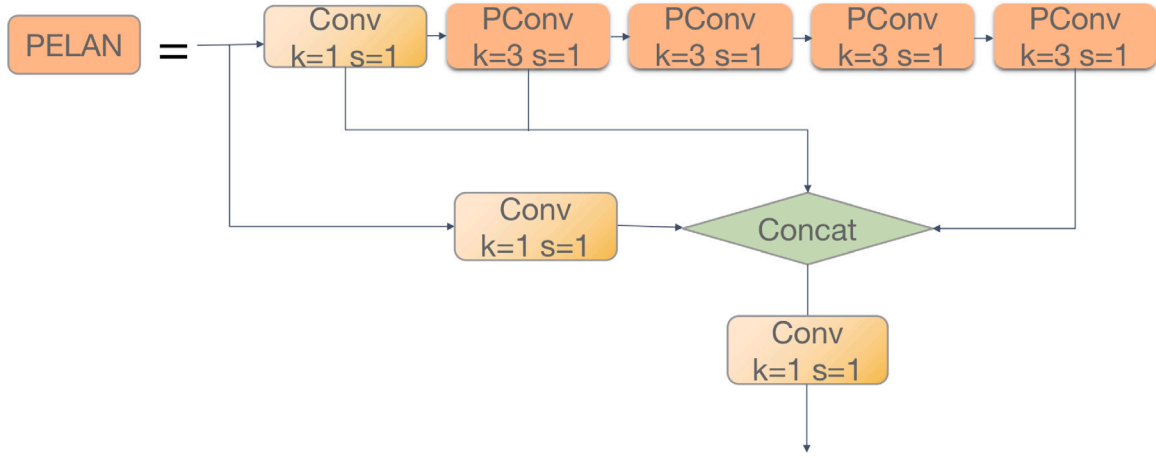 PELAN
=
Conv
k=1 s=1
PConv
k=3 s=1
PConv
k=3 s=1
PConv
k=3 s=1
PConv
k=3 s=1
Conv
k=1 s=1
Concat
Conv
k=1 s=1